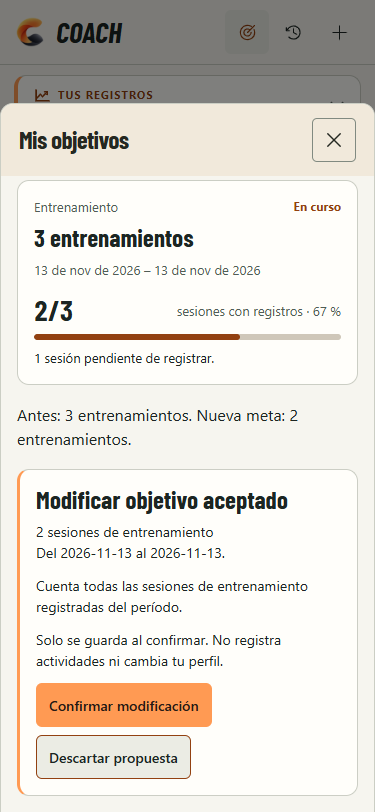 COACH
TUS REGISTROS
Mis objetivos
Entrenamiento
En curso
3 entrenamientos
13 de nov de 2026 – 13 de nov de 2026
2/3
sesiones con registros · 67 %
1 sesión pendiente de registrar.
Antes: 3 entrenamientos. Nueva meta: 2
entrenamientos.
Modificar objetivo aceptado
2 sesiones de entrenamiento
Del 2026-11-13 al 2026-11-13.
Cuenta todas las sesiones de entrenamiento
registradas del período.
Solo se guarda al confirmar. No registra
actividades ni cambia tu perfil.
Confirmar modificación
Descartar propuesta